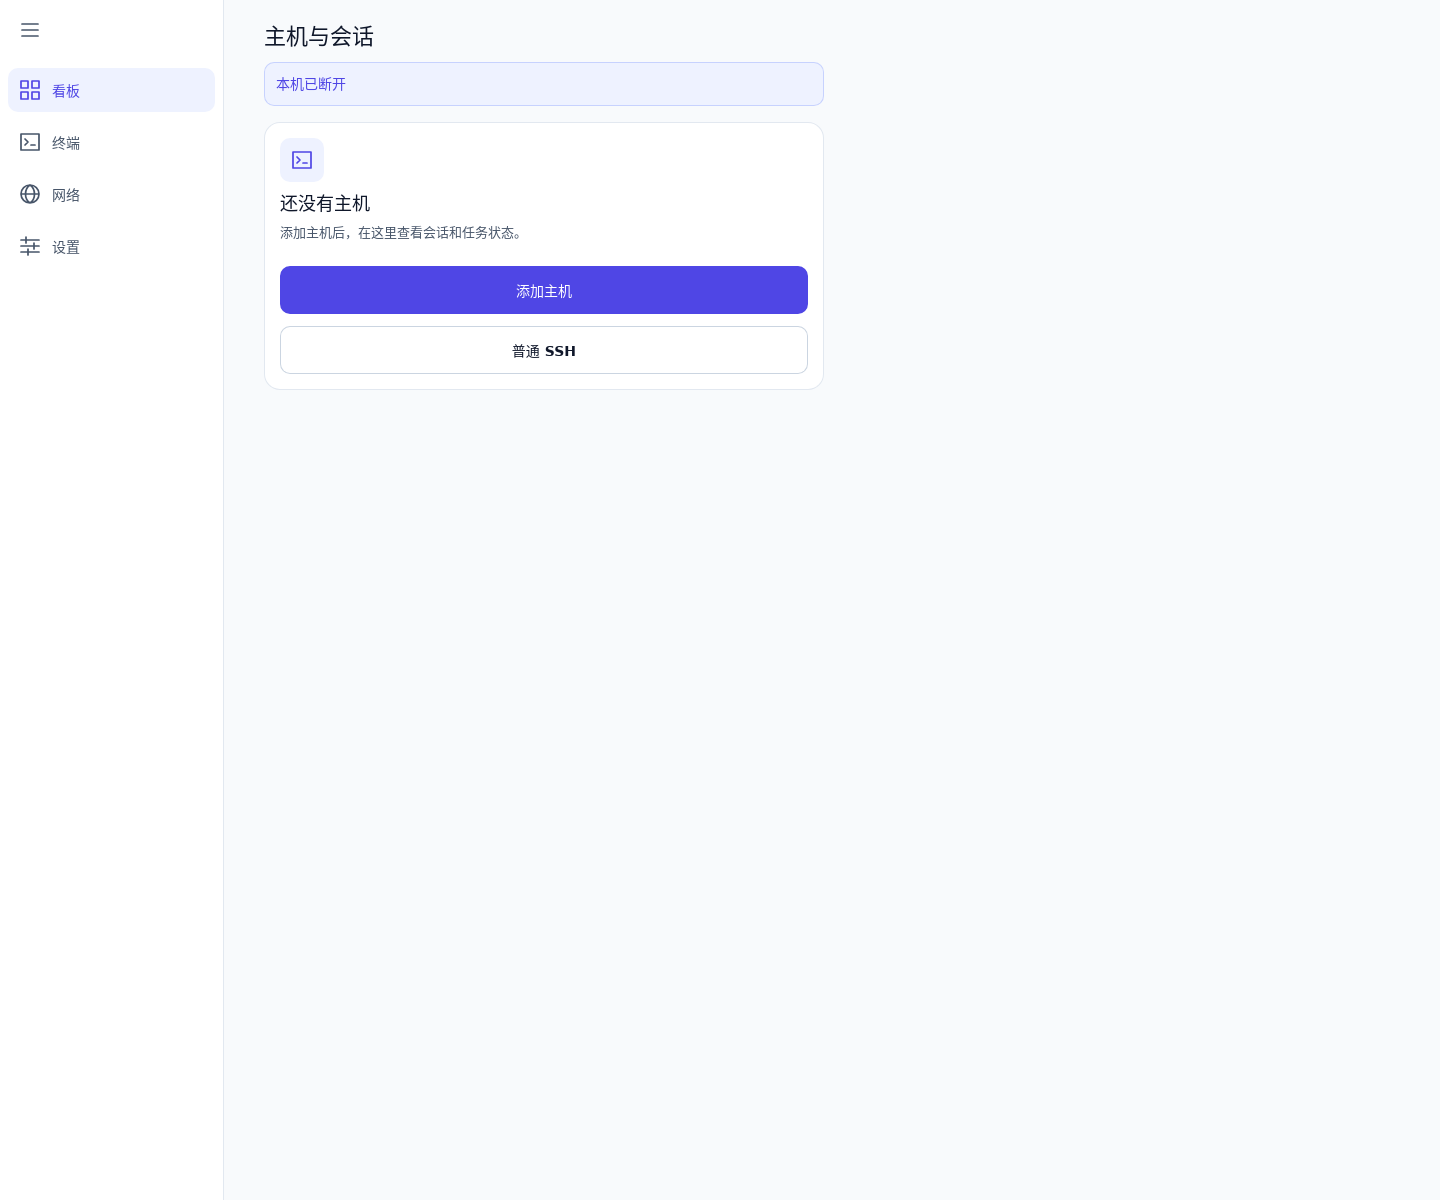 主机与会话
本机已断开
看板
终端
网络
设置
还没有主机
添加主机后，在这里查看会话和任务状态。
添加主机
普通 SSH